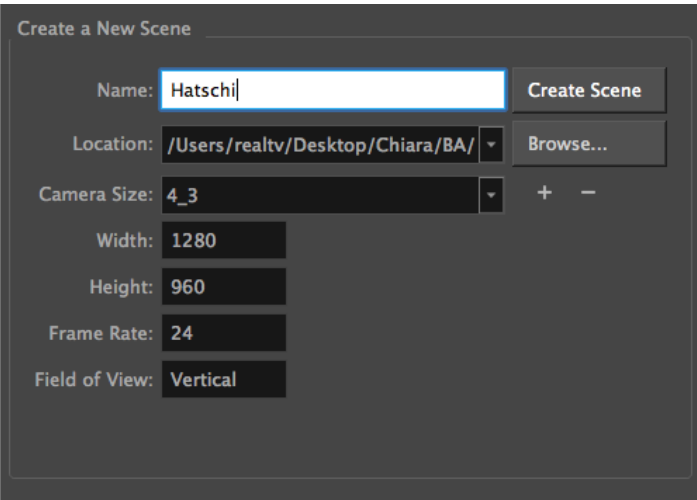 Create a New Scene
Name: Hatschi Create Scene
Location: /Users/realtv/Desktop/Chiara/BA/ Browse...
Camera Size: 4_3 + −
Width: 1280
Height: 960
Frame Rate: 24
Field of View: Vertical